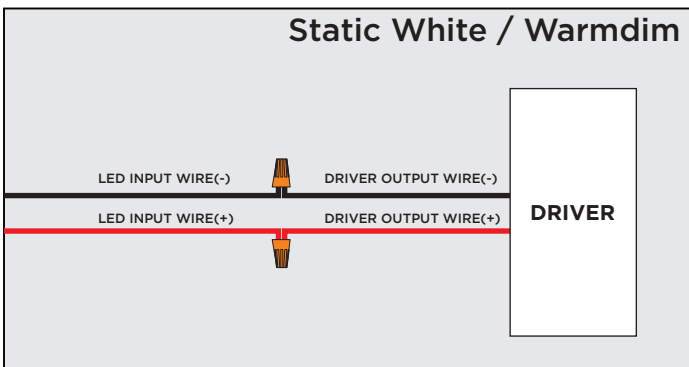 Static White / Warmdim
LED INPUT WIRE(-)
DRIVER OUTPUT WIRE(-)
LED INPUT WIRE(+)
DRIVER OUTPUT WIRE(+)
DRIVER